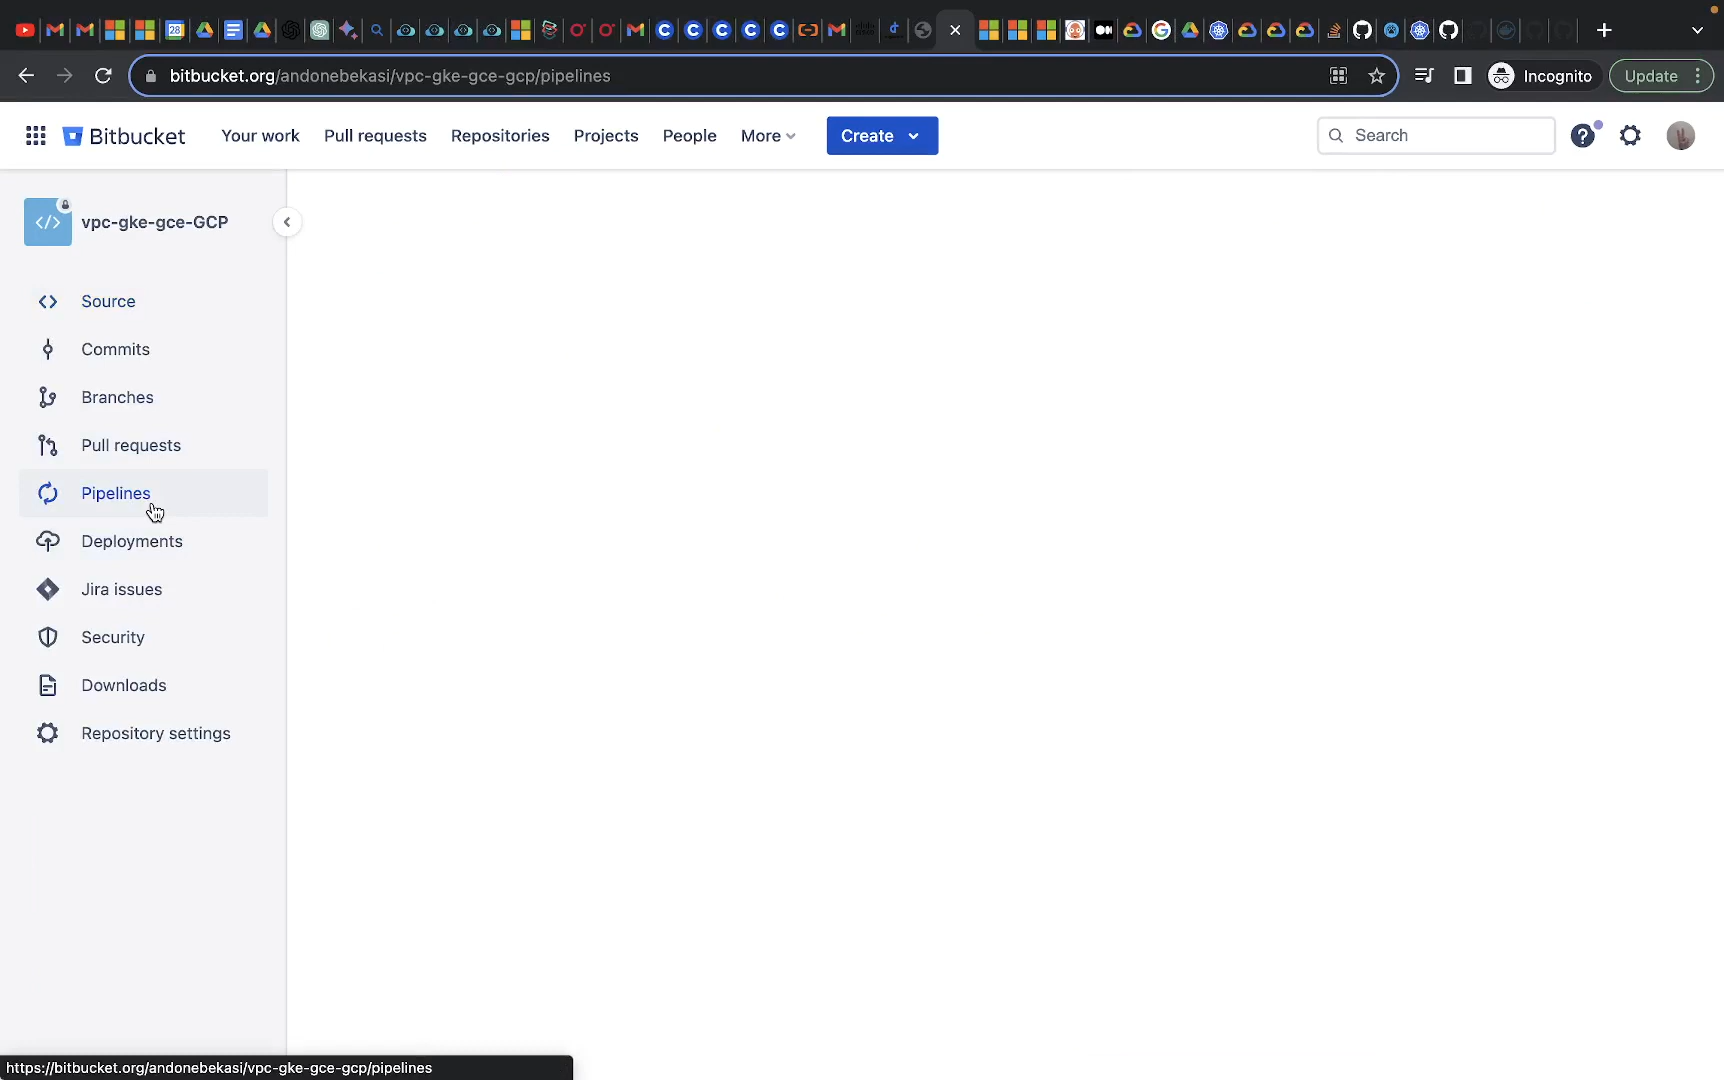 28
bitbucket.org/andonebekasi/vpc-gke-gce-gcp/pipelines
Incognito
Update
Bitbucket
Your work
Pull requests
Repositories
Projects
People
More
Create
Search
vpc-gke-gce-GCP
Source
Commits
Branches
Pull requests
Pipelines
Deployments
Jira issues
Security
Downloads
Repository settings
https://bitbucket.org/andonebekasi/vpc-gke-gce-gcp/pipelines